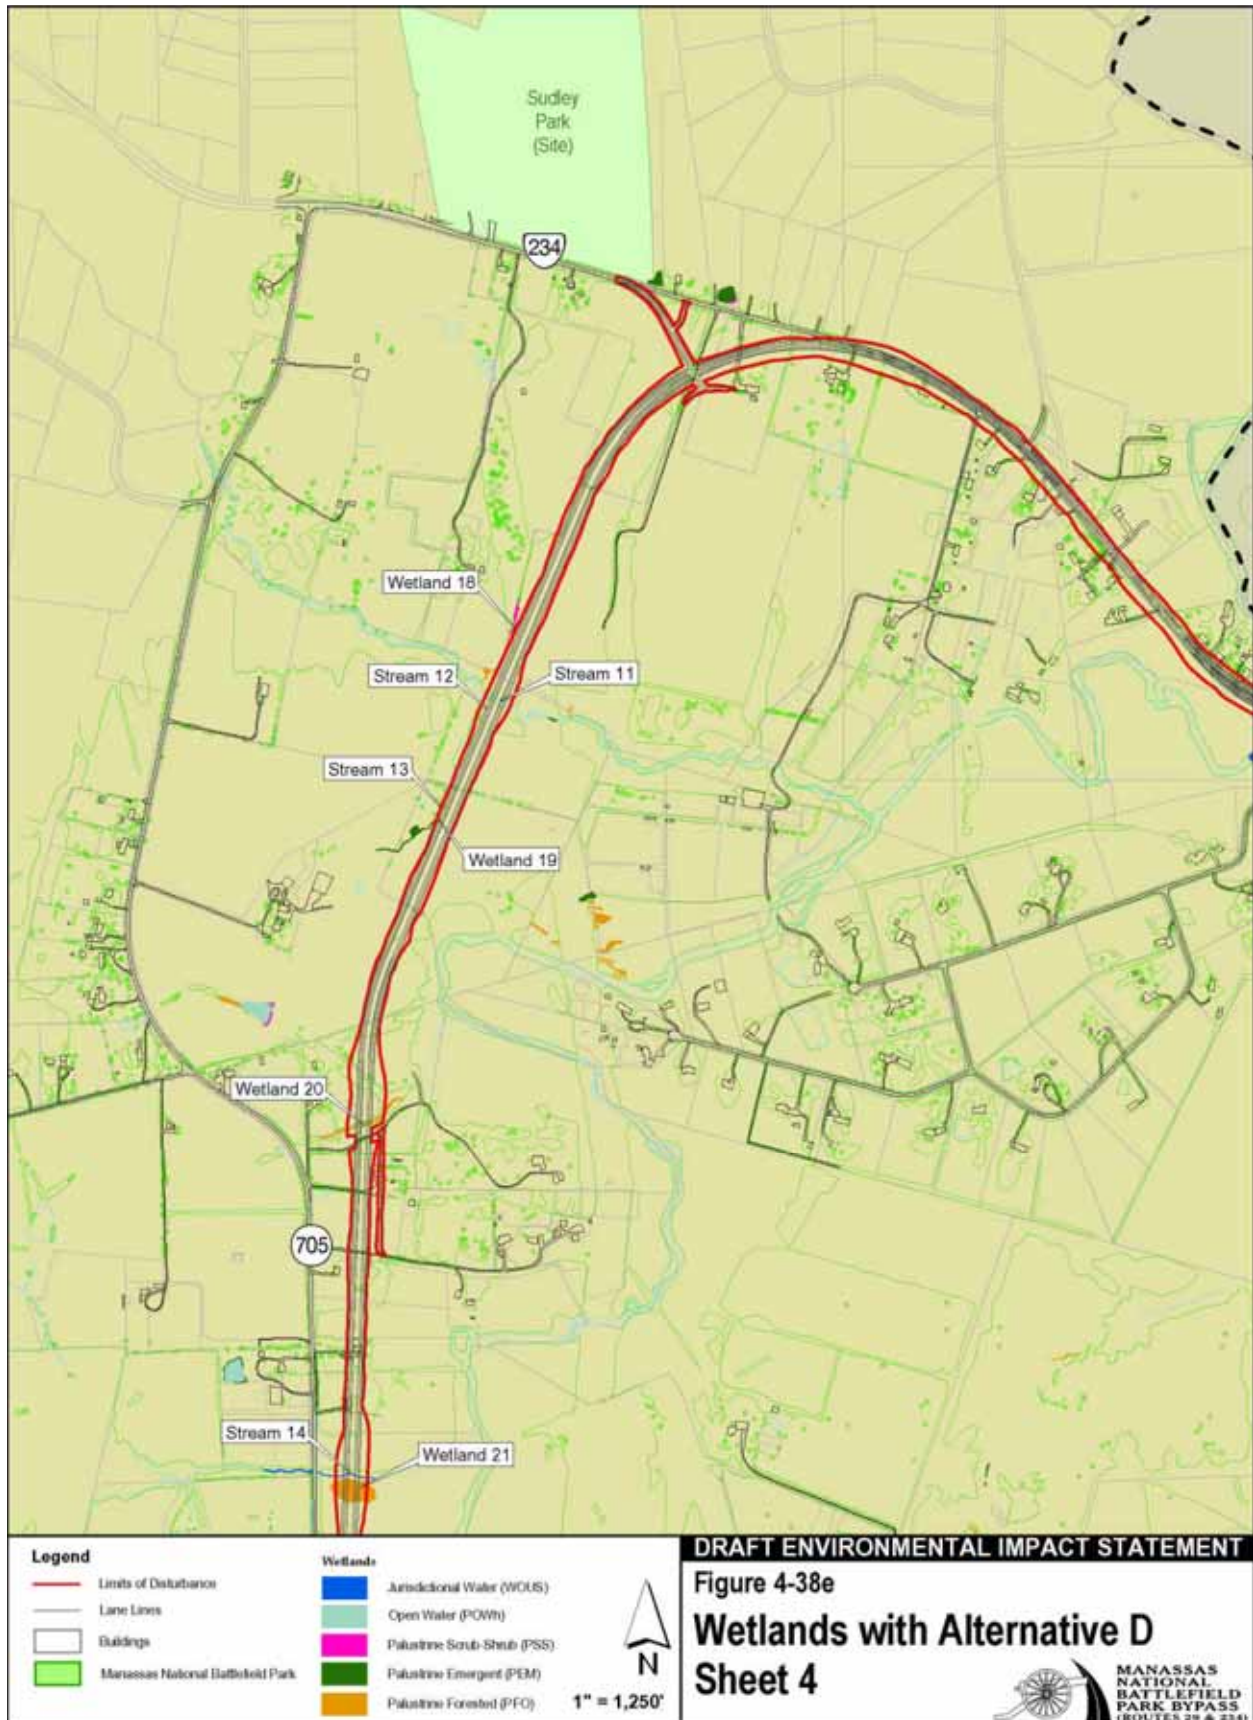 Sudley
Park
(Site)
234
Wetland 18
Stream 12
Stream 11
Stream 13
Wetland 19
Wetland 20
705
Stream 14
Wetland 21
Legend
Limits of Disturbance
Lane Lines
Buildings
Manassas National Battlefield Park
Wetlands
Jurisdictional Water (WOUS)
Open Water (POWh)
Palustrine Scrub-Shrub (PSS)
Palustrine Emergent (PEM)
Palustrine Forested (PFO)
N
1" = 1,250'
DRAFT ENVIRONMENTAL IMPACT STATEMENT
Figure 4-38e
Wetlands with Alternative D
Sheet 4
MANASSAS
NATIONAL
BATTLEFIELD
PARK BYPASS
(ROUTES 29 & 234)